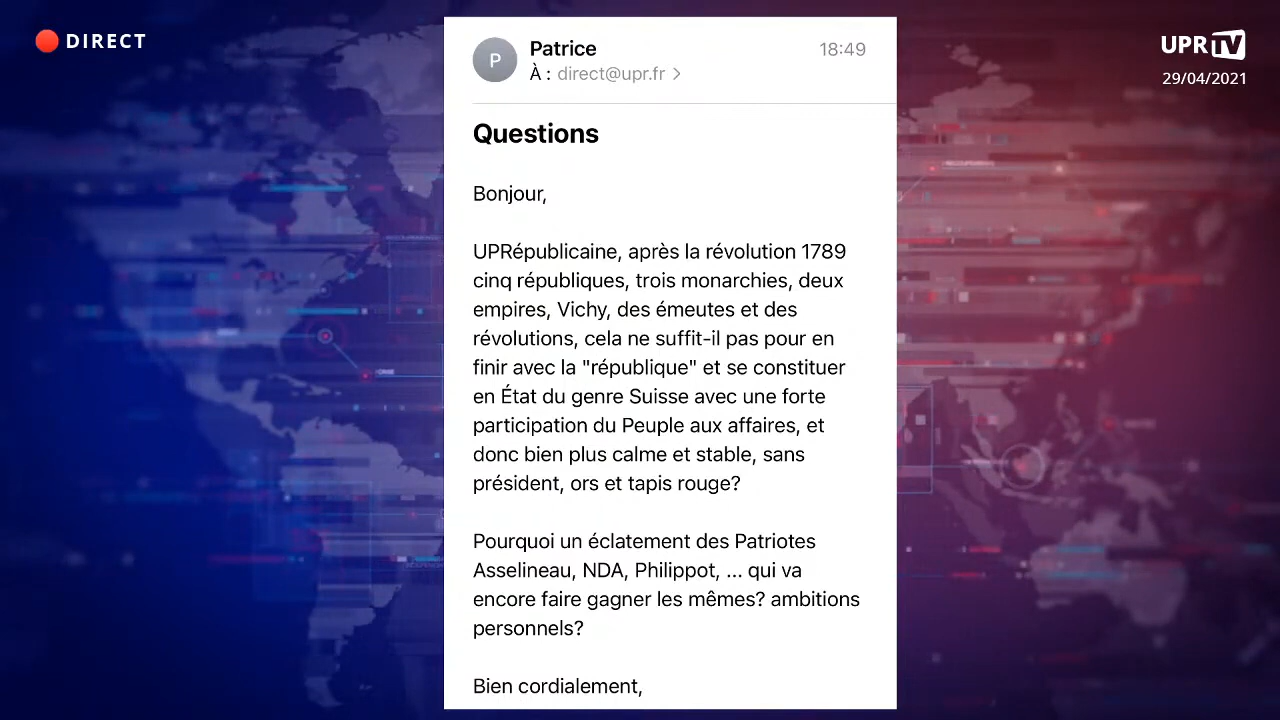 DIRECT
UPR TV
29/04/2021
P
Patrice
18:49
À : direct@upr.fr >
Questions
Bonjour,
UPRépublicaine, après la révolution 1789
cinq républiques, trois monarchies, deux
empires, Vichy, des émeutes et des
révolutions, cela ne suffit-il pas pour en
finir avec la "république" et se constituer
en État du genre Suisse avec une forte
participation du Peuple aux affaires, et
donc bien plus calme et stable, sans
président, ors et tapis rouge?
Pourquoi un éclatement des Patriotes
Asselineau, NDA, Philippot, ... qui va
encore faire gagner les mêmes? ambitions
personnels?
Bien cordialement,